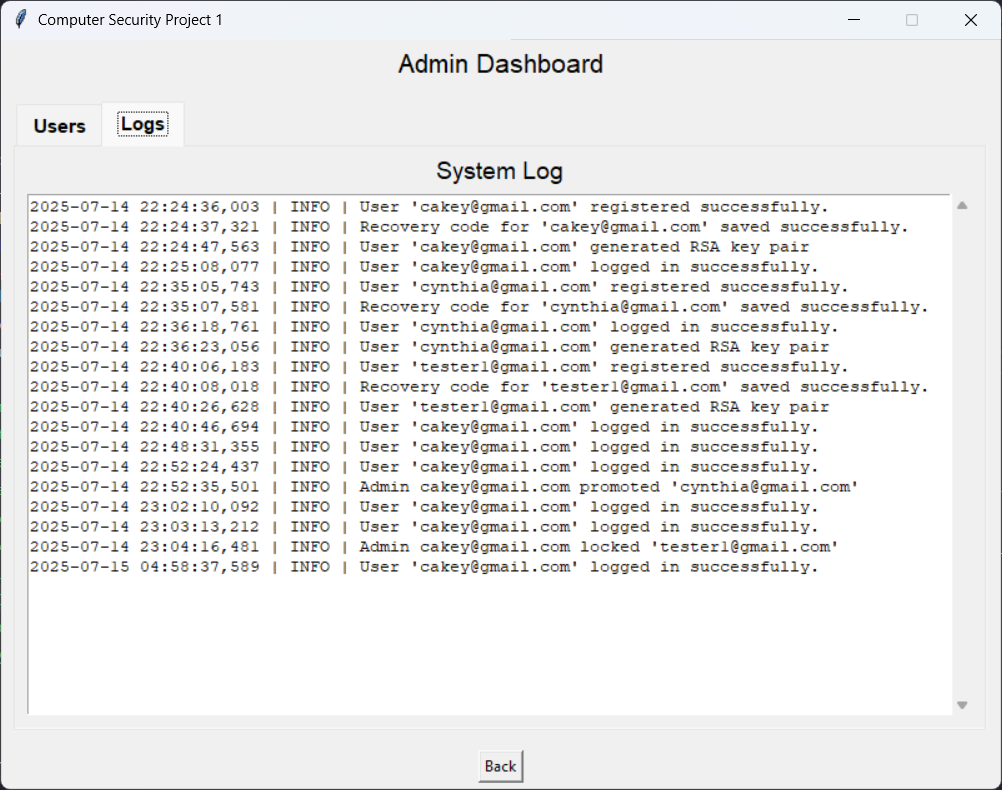 Computer Security Project 1
Admin Dashboard
Users Logs
System Log
2025-07-14 22:24:36,003 | INFO | User 'cakey@gmail.com' registered successfully.
2025-07-14 22:24:37,321 | INFO | Recovery code for 'cakey@gmail.com' saved successfully.
2025-07-14 22:24:47,563 | INFO | User 'cakey@gmail.com' generated RSA key pair
2025-07-14 22:25:08,077 | INFO | User 'cakey@gmail.com' logged in successfully.
2025-07-14 22:35:05,743 | INFO | User 'cynthia@gmail.com' registered successfully.
2025-07-14 22:35:07,581 | INFO | Recovery code for 'cynthia@gmail.com' saved successfully.
2025-07-14 22:36:18,761 | INFO | User 'cynthia@gmail.com' logged in successfully.
2025-07-14 22:36:23,056 | INFO | User 'cynthia@gmail.com' generated RSA key pair
2025-07-14 22:40:06,183 | INFO | User 'tester1@gmail.com' registered successfully.
2025-07-14 22:40:08,018 | INFO | Recovery code for 'tester1@gmail.com' saved successfully.
2025-07-14 22:40:26,628 | INFO | User 'tester1@gmail.com' generated RSA key pair
2025-07-14 22:40:46,694 | INFO | User 'cakey@gmail.com' logged in successfully.
2025-07-14 22:48:31,355 | INFO | User 'cakey@gmail.com' logged in successfully.
2025-07-14 22:52:24,437 | INFO | User 'cakey@gmail.com' logged in successfully.
2025-07-14 22:52:35,501 | INFO | Admin cakey@gmail.com promoted 'cynthia@gmail.com'
2025-07-14 23:02:10,092 | INFO | User 'cakey@gmail.com' logged in successfully.
2025-07-14 23:03:13,212 | INFO | User 'cakey@gmail.com' logged in successfully.
2025-07-14 23:04:16,481 | INFO | Admin cakey@gmail.com locked 'tester1@gmail.com'
2025-07-15 04:58:37,589 | INFO | User 'cakey@gmail.com' logged in successfully.
Back